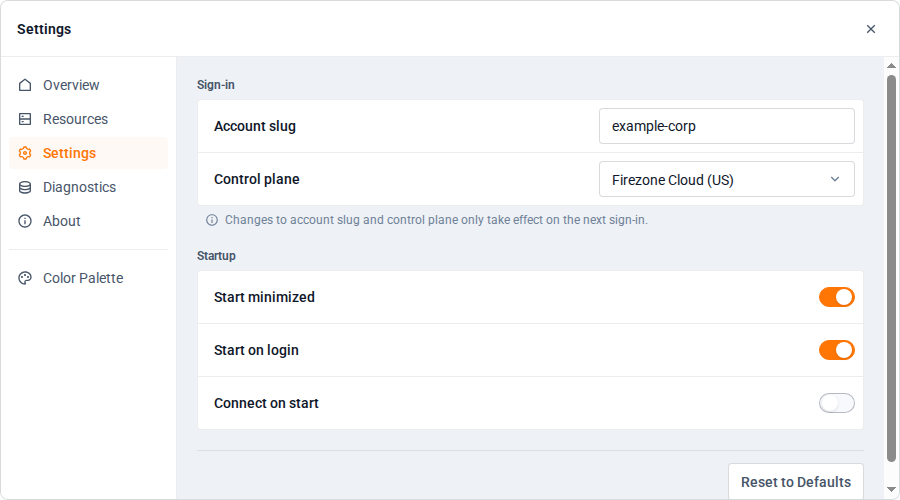 Settings
Overview
Resources
Settings
Diagnostics
About
Color Palette
Sign-in
Account slug
example-corp
Control plane
Firezone Cloud (US)
Changes to account slug and control plane only take effect on the next sign-in.
Startup
Start minimized
Start on login
Connect on start
Reset to Defaults